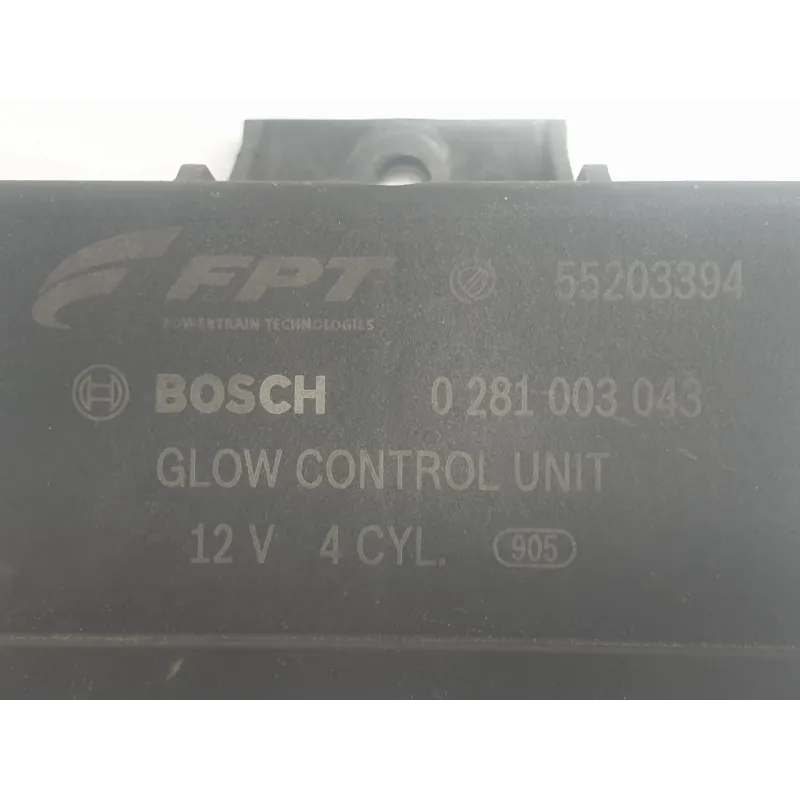 FPT 55203394
POWERTRAIN TECHNOLOGIES
BOSCH 0 281 003 043
GLOW CONTROL UNIT
12 V 4 CYL. 905